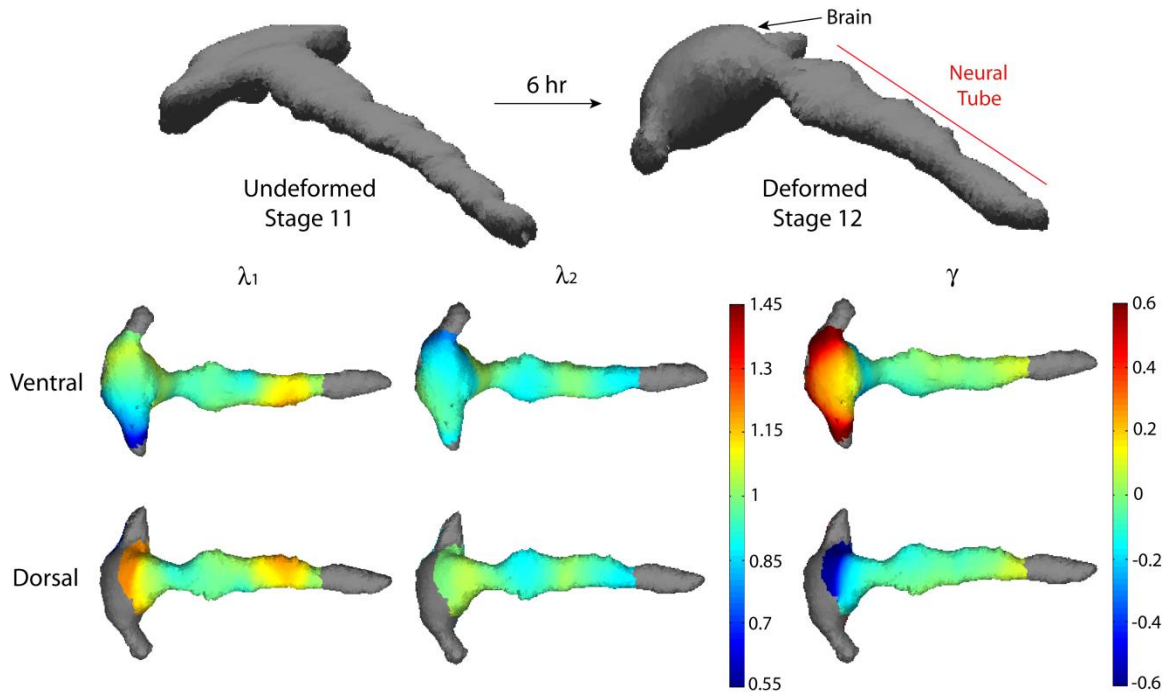 Brain
6 hr
Neural
Tube
Undeformed
Stage 11
Deformed
Stage 12
λ1
λ2
γ
Ventral
Dorsal
1.45
1.3
1.15
1
0.85
0.7
0.55
0.6
0.4
0.2
0
-0.2
-0.4
-0.6